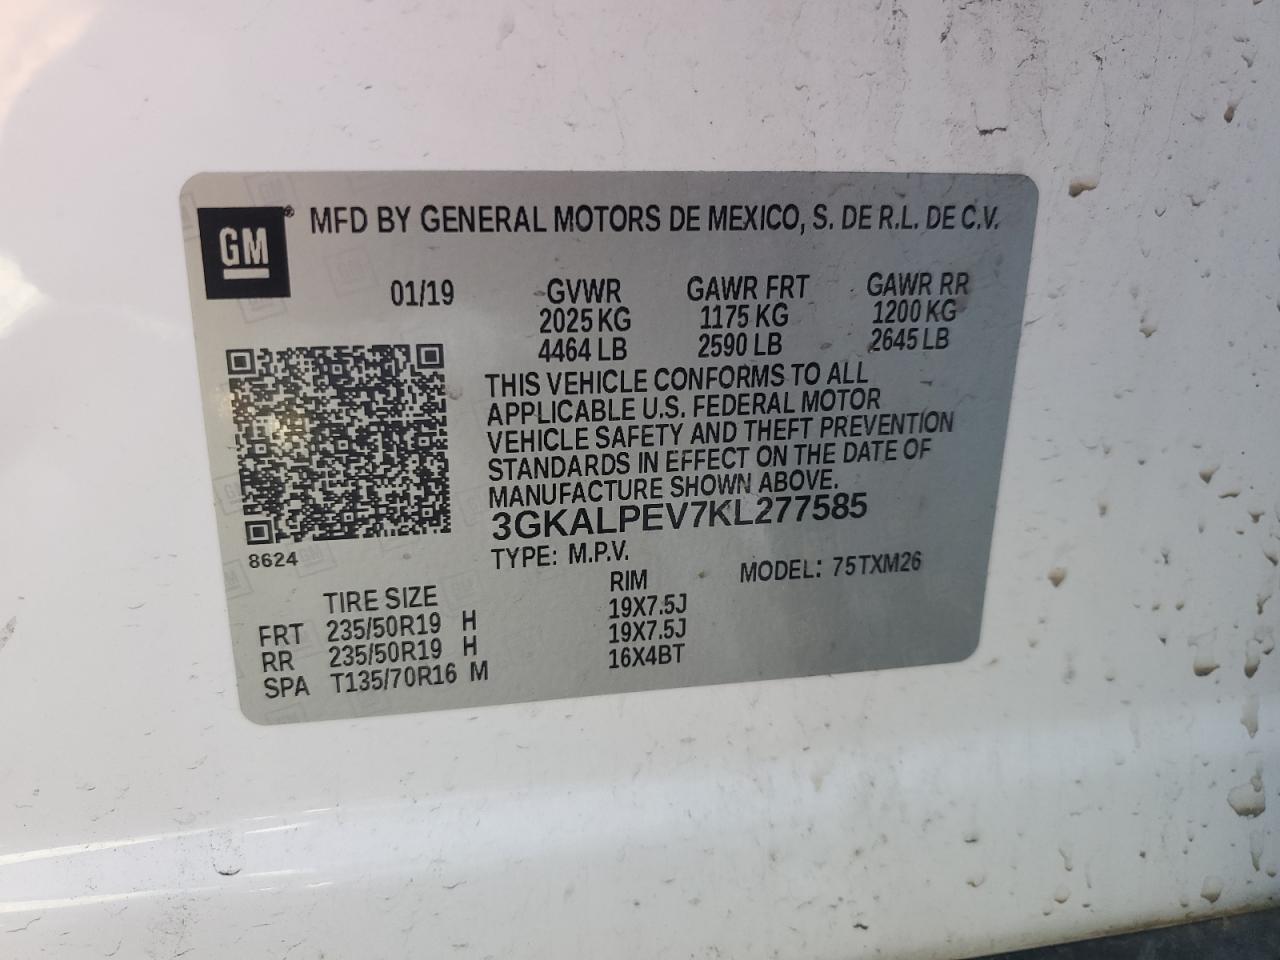 GM® MFD BY GENERAL MOTORS DE MEXICO, S. DE R.L. DE C.V.
01/19 GVWR GAWR FRT GAWR RR
2025 KG 1175 KG 1200 KG
4464 LB 2590 LB 2645 LB
THIS VEHICLE CONFORMS TO ALL
APPLICABLE U.S. FEDERAL MOTOR
VEHICLE SAFETY AND THEFT PREVENTION
STANDARDS IN EFFECT ON THE DATE OF
MANUFACTURE SHOWN ABOVE.
3GKALPEV7KL277585
8624 TYPE: M.P.V. MODEL: 75TXM26
TIRE SIZE RIM
FRT 235/50R19 H 19X7.5J
RR 235/50R19 H 19X7.5J
SPA T135/70R16 M 16X4BT